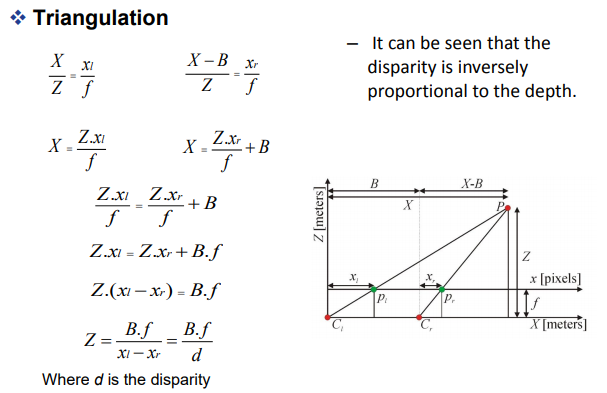 ❖ Triangulation
X/Z = xl/f
(X – B)/Z = xr/f
– It can be seen that the
disparity is inversely
proportional to the depth.
X = Z.xl/f
X = Z.xr/f + B
Z.xl/f = Z.xr/f + B
Z.xl = Z.xr + B.f
Z.(xl – xr) = B.f
Z = B.f/(xl – xr) = B.f/d
Where d is the disparity
Z [meters]
B
X-B
X
P
Z
xl
xr
x [pixels]
pl
pr
f
Cl
Cr
X [meters]